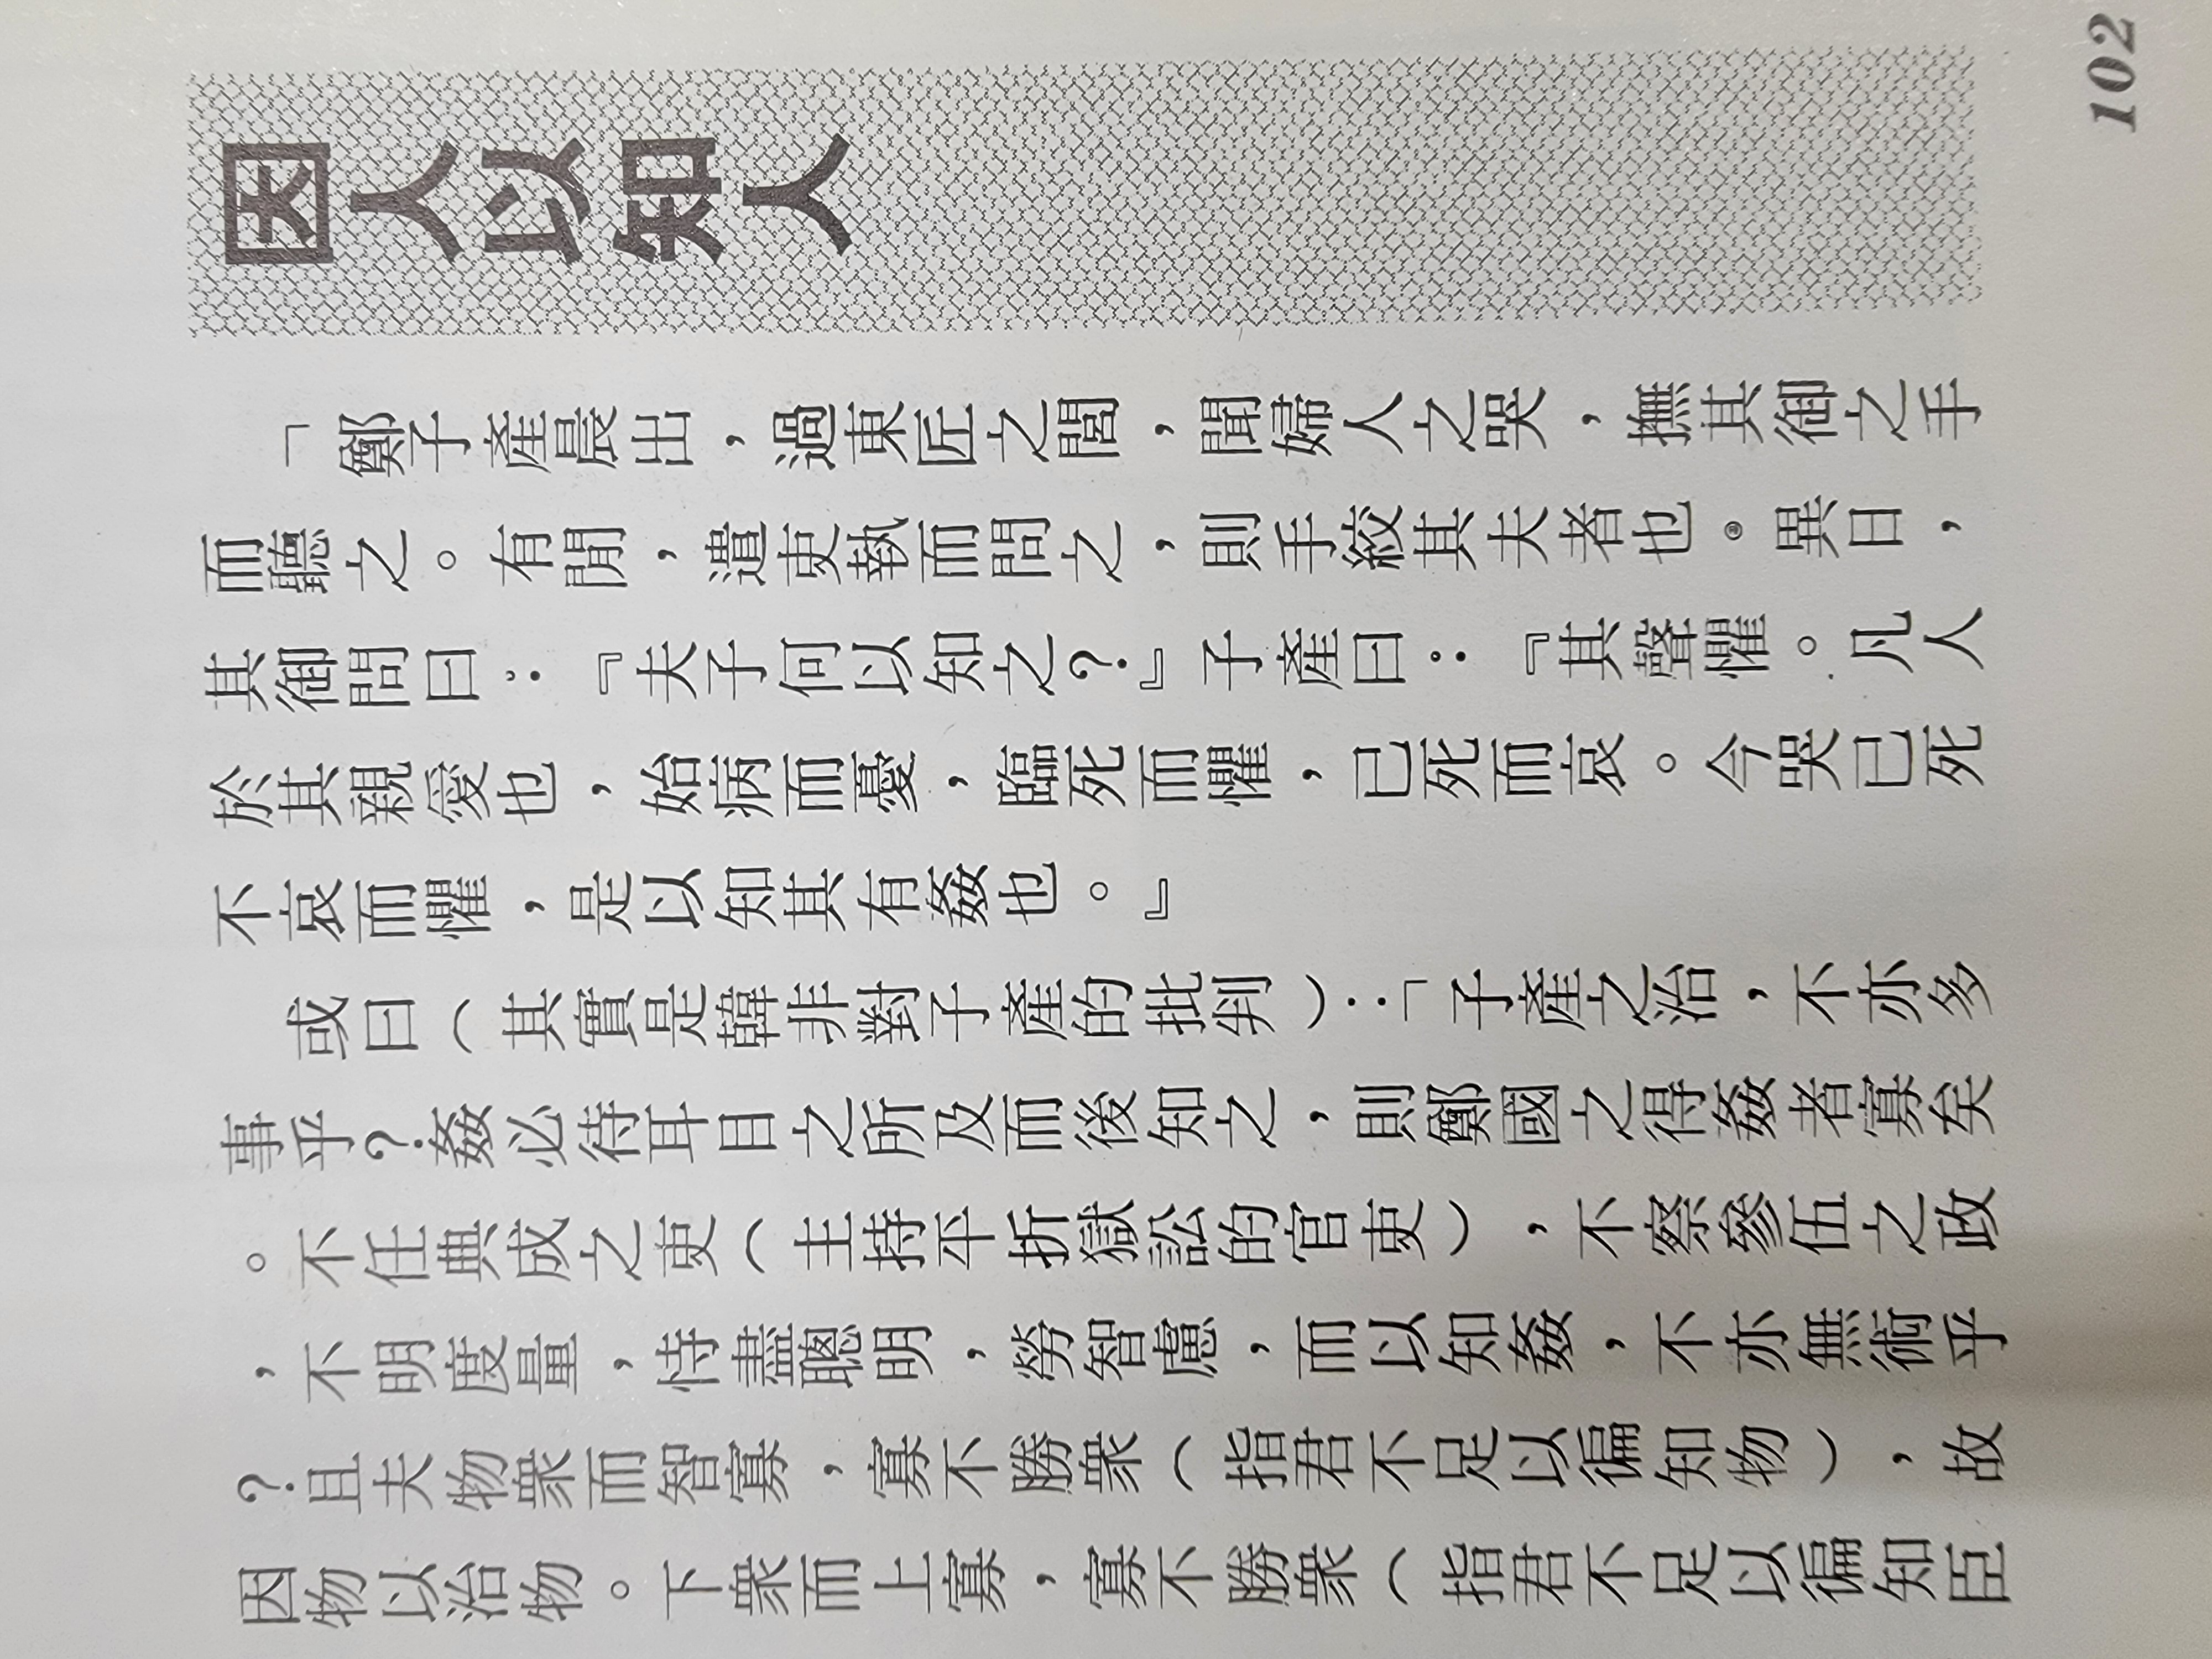 因人以知人
「鄭子產晨出，過東匠之閭，聞婦人之哭，撫其御之手
而聽之。有閒，遣吏執而問之，則手絞其夫者也。異日，
其御問曰：『夫子何以知之？』子產曰：『其聲懼。凡人
於其親愛也，始病而憂，臨死而懼，已死而哀。今哭已死
不哀而懼，是以知其有姦也。』
或曰（其實是韓非對子產的批判）：「子產之治，不亦多
事乎？姦必待耳目之所及而後知之，則鄭國之得姦者寡矣
。不任典成之吏（主持平折獄訟的官吏），不察參伍之政
，不明度量，恃盡聰明，勞智慮，而以知姦，不亦無術乎
？且夫物衆而智寡，寡不勝衆（指君不足以徧知物），故
因物以治物。下衆而上寡，寡不勝衆（指君不足以徧知臣
102